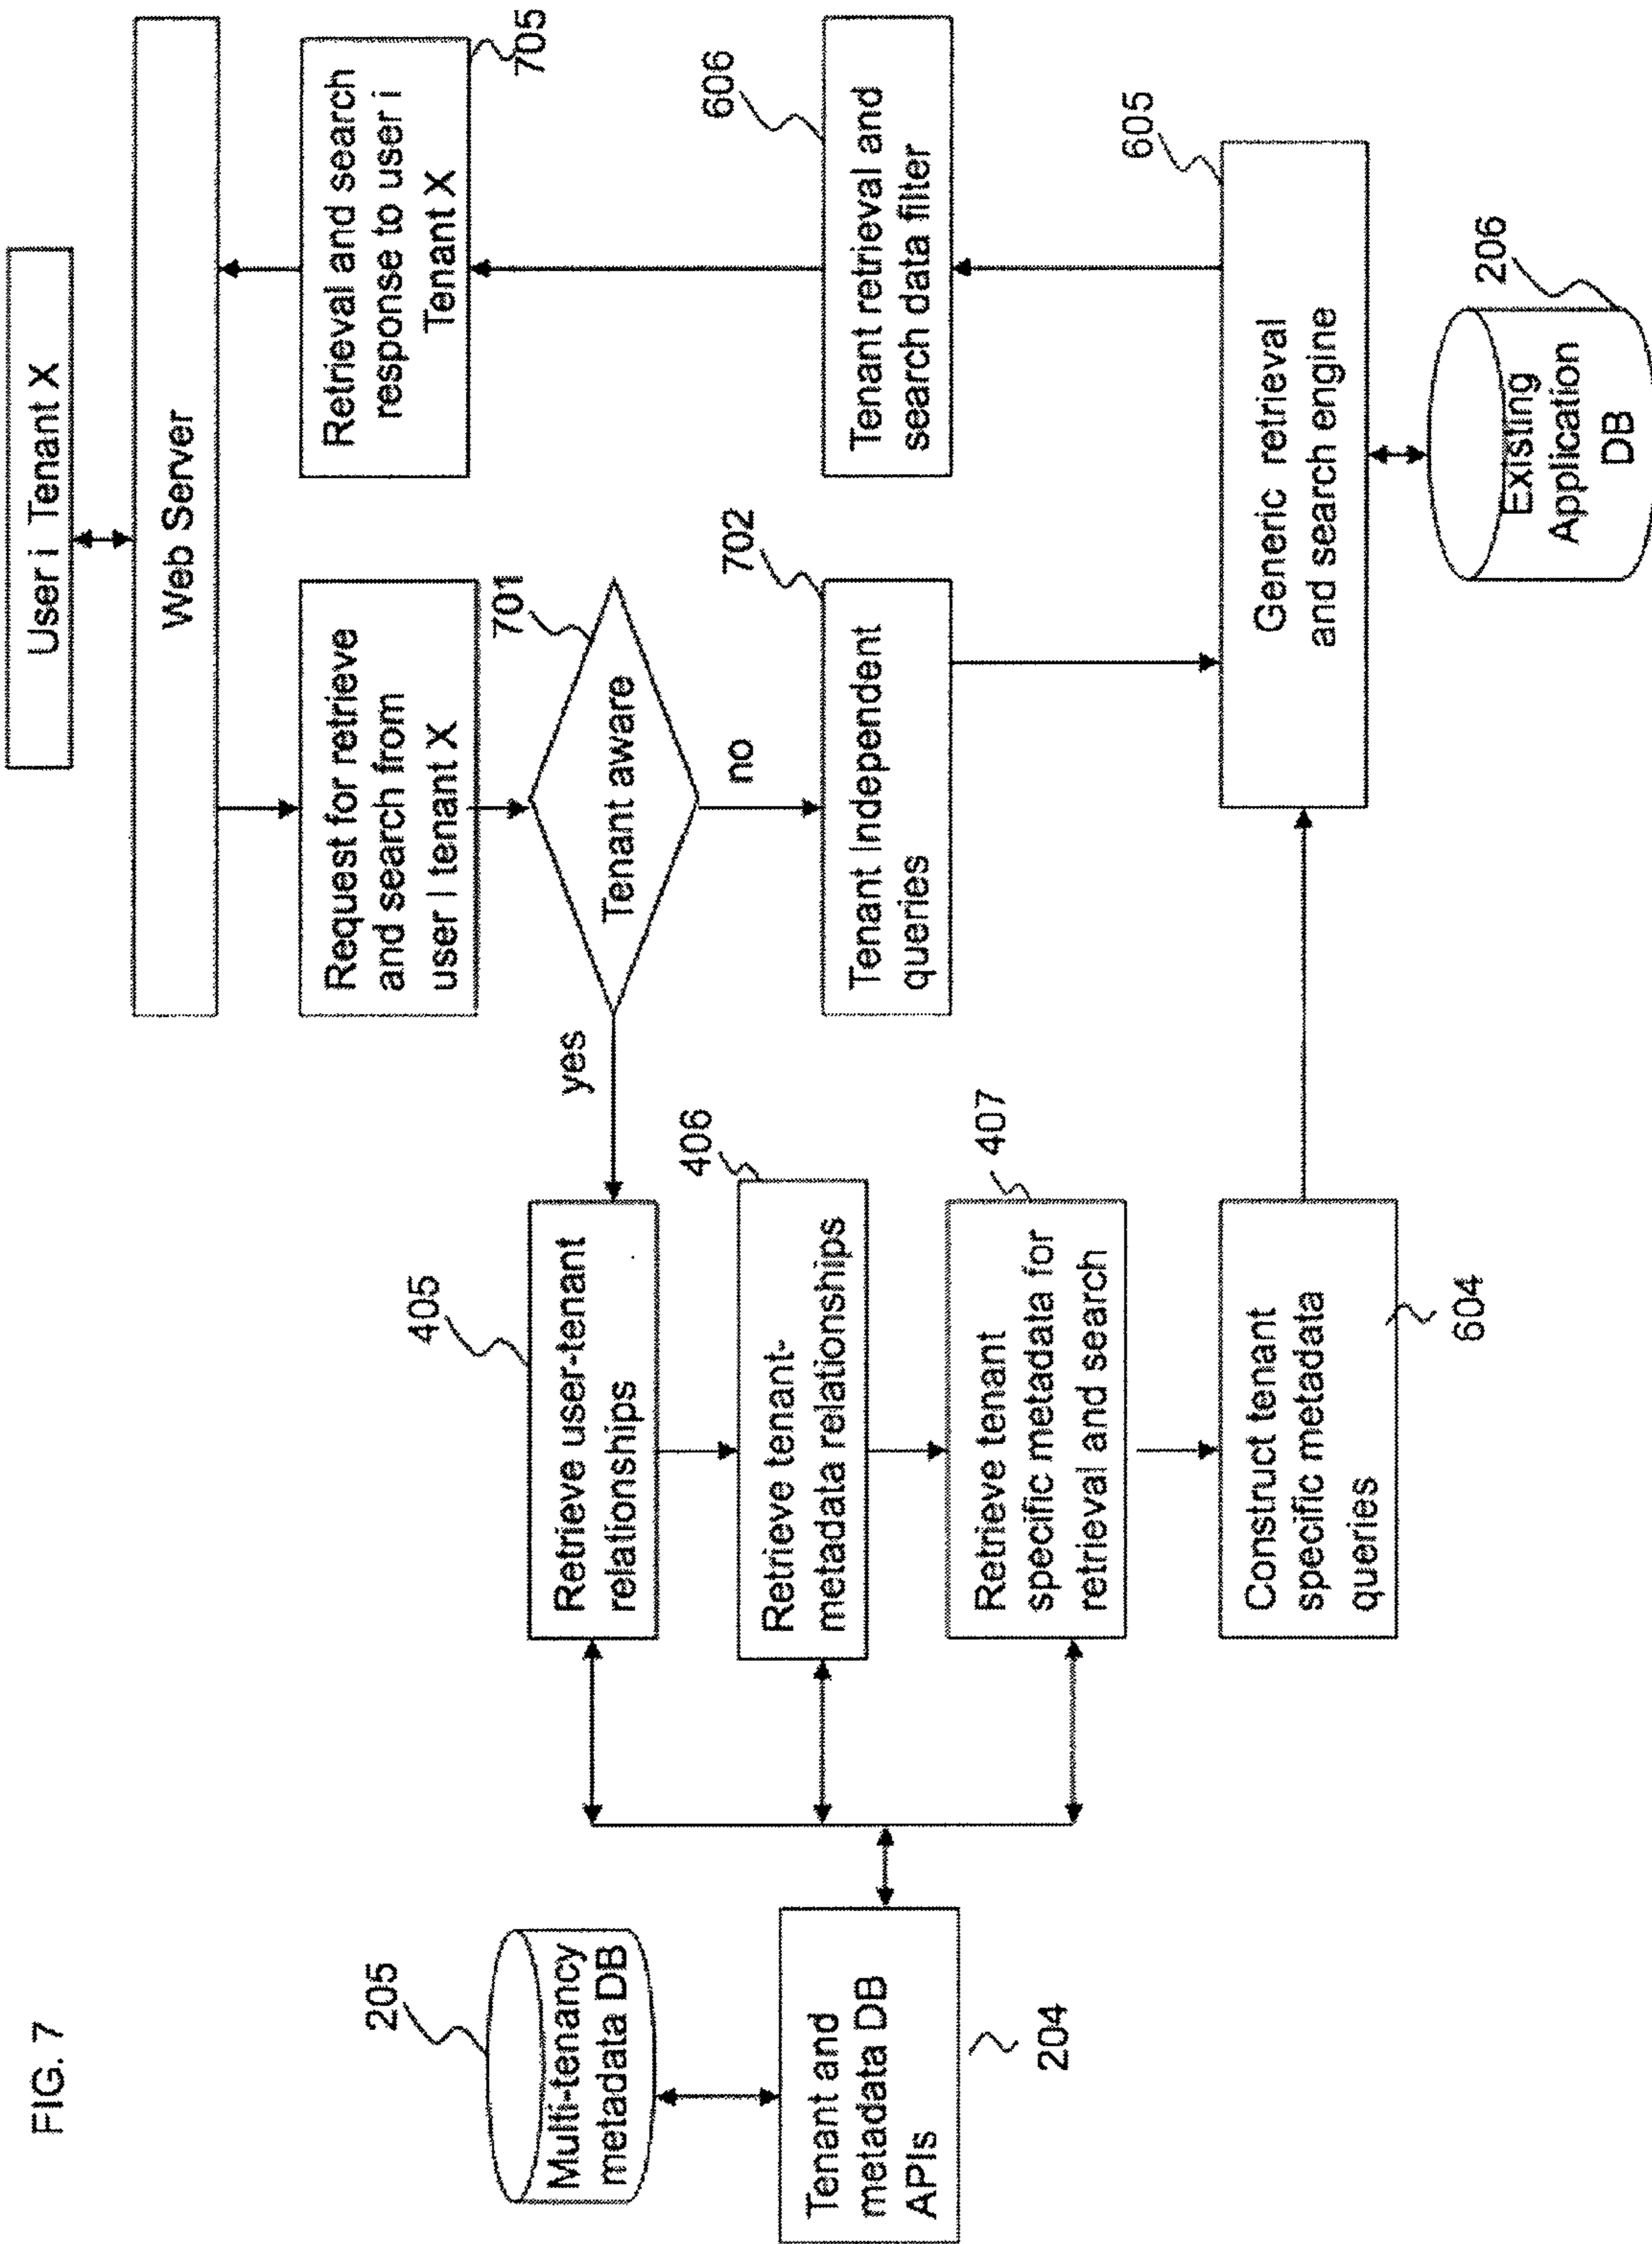 FIG. 7
User i Tenant X
Web Server
Request for retrieve
and search from
user I tenant X
Retrieval and search
response to user i
Tenant X
705
701
Tenant aware
yes
no
405
Retrieve user-tenant
relationships
205
Multi-tenancy
metadata DB
406
Retrieve tenant-
metadata relationships
702
Tenant Independent
queries
606
Tenant retrieval and
search data filter
Tenant and
metadata DB
APIs
204
407
Retrieve tenant
specific metadata for
retrieval and search
605
Generic retrieval
and search engine
Construct tenant
specific metadata
queries
604
206
Existing
Application
DB